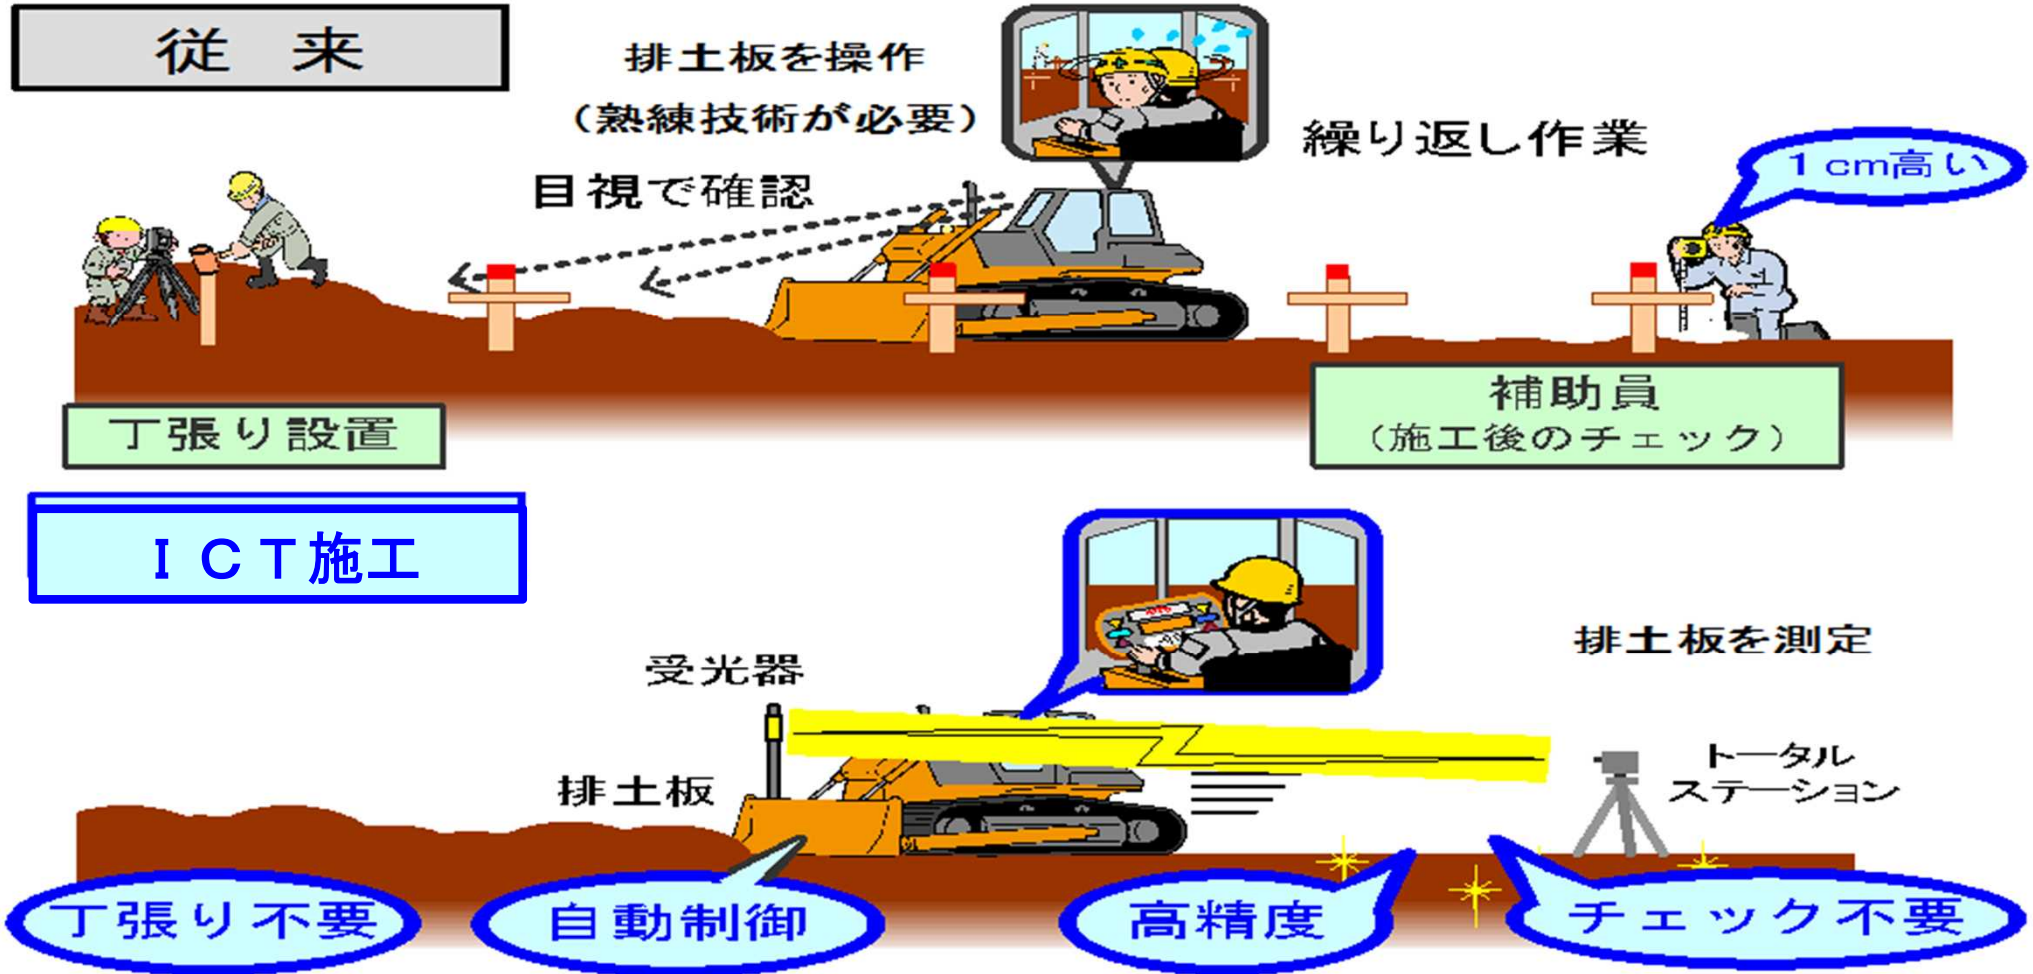 従 来
排土板を操作
（熟練技術が必要）
繰り返し作業
1cm高い
目視で確認
丁張り設置
補助員
（施工後のチェック）
ＩＣＴ施工
排土板を測定
受光器
トータル
ステーション
排土板
丁張り不要
自動制御
高精度
チェック不要